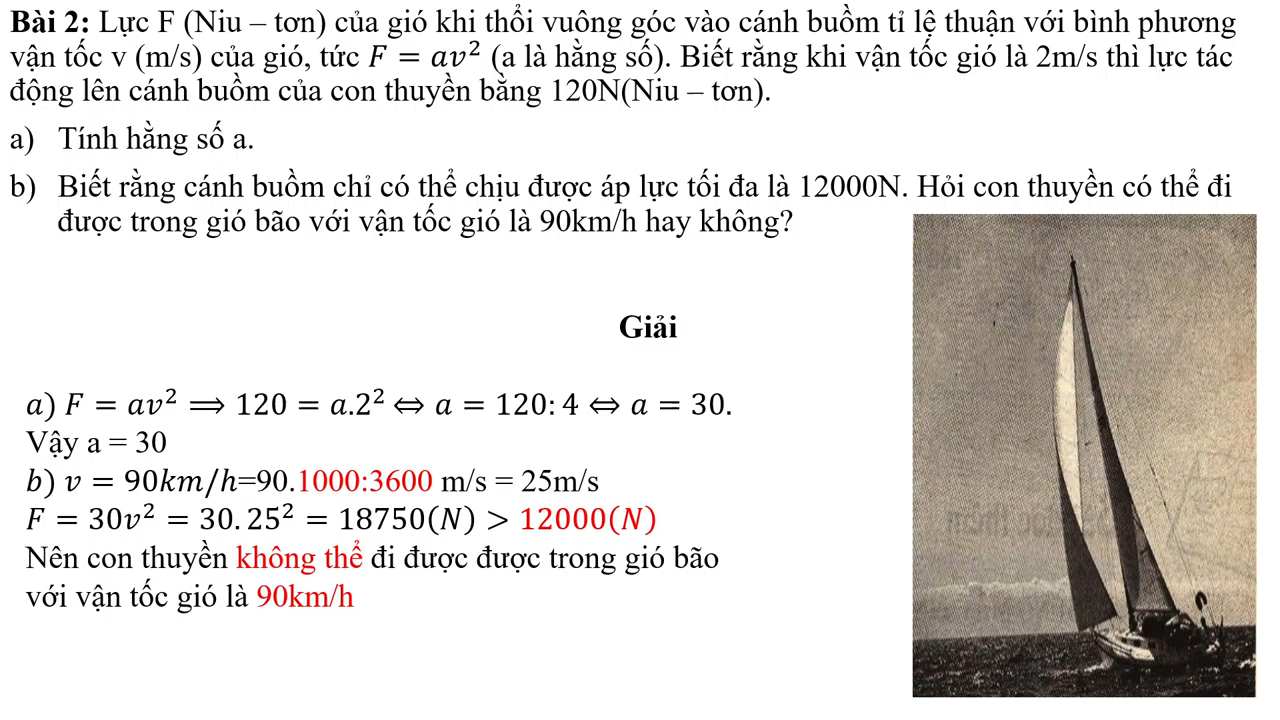 Bài 2: Lực F (Niu – tơn) của gió khi thổi vuông góc vào cánh buồm tỉ lệ thuận với bình phương
vận tốc v (m/s) của gió, tức F = av² (a là hằng số). Biết rằng khi vận tốc gió là 2m/s thì lực tác
động lên cánh buồm của con thuyền bằng 120N(Niu – tơn).
a) Tính hằng số a.
b) Biết rằng cánh buồm chỉ có thể chịu được áp lực tối đa là 12000N. Hỏi con thuyền có thể đi
được trong gió bão với vận tốc gió là 90km/h hay không?
Giải
a) F = av² ⟹ 120 = a.2² ⇔ a = 120: 4 ⇔ a = 30.
Vậy a = 30
b) v = 90km/h=90.1000:3600 m/s = 25m/s
F = 30v² = 30. 25² = 18750(N) > 12000(N)
Nên con thuyền không thể đi được được trong gió bão
với vận tốc gió là 90km/h